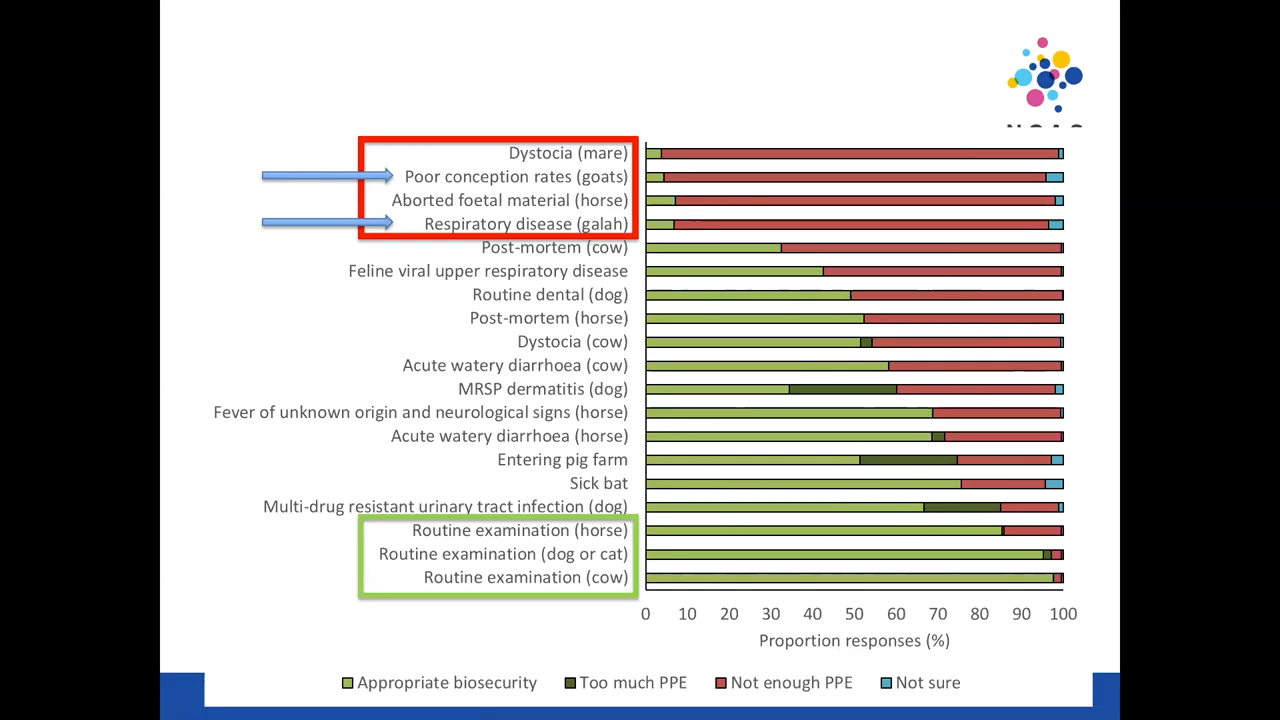 Dystocia (mare)
Poor conception rates (goats)
Aborted foetal material (horse)
Respiratory disease (galah)
Post-mortem (cow)
Feline viral upper respiratory disease
Routine dental (dog)
Post-mortem (horse)
Dystocia (cow)
Acute watery diarrhoea (cow)
MRSP dermatitis (dog)
Fever of unknown origin and neurological signs (horse)
Acute watery diarrhoea (horse)
Entering pig farm
Sick bat
Multi-drug resistant urinary tract infection (dog)
Routine examination (horse)
Routine examination (dog or cat)
Routine examination (cow)
0 10 20 30 40 50 60 70 80 90 100
Proportion responses (%)
Appropriate biosecurity Too much PPE Not enough PPE Not sure